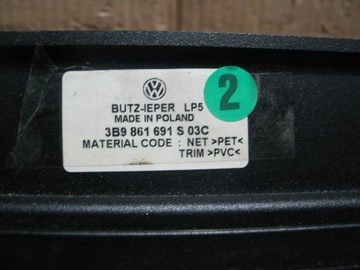 BUTZ-IEPER LP5
MADE IN POLAND
3B9 861 691 S 03C
MATERIAL CODE : NET >PET<
TRIM >PVC<
2